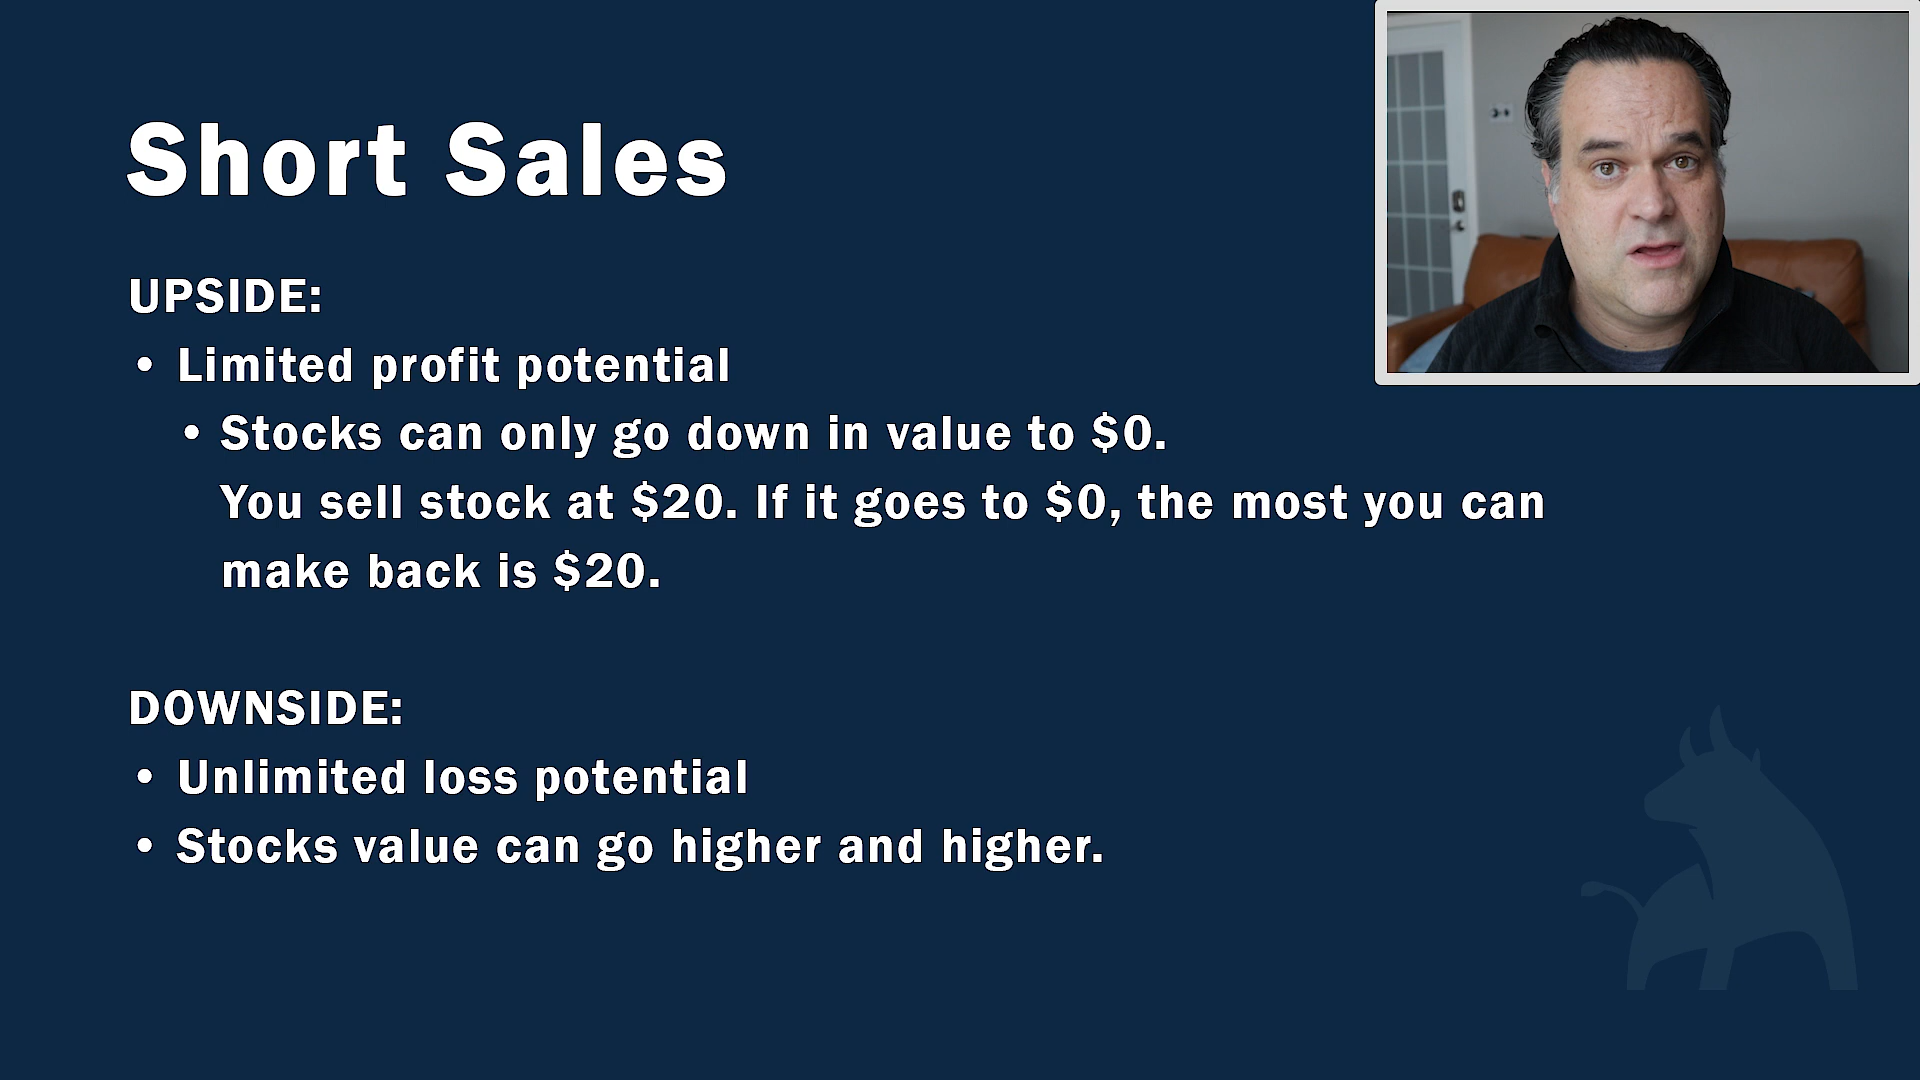 Short Sales
UPSIDE:
• Limited profit potential
• Stocks can only go down in value to $0.
You sell stock at $20. If it goes to $0, the most you can
make back is $20.
DOWNSIDE:
• Unlimited loss potential
• Stocks value can go higher and higher.